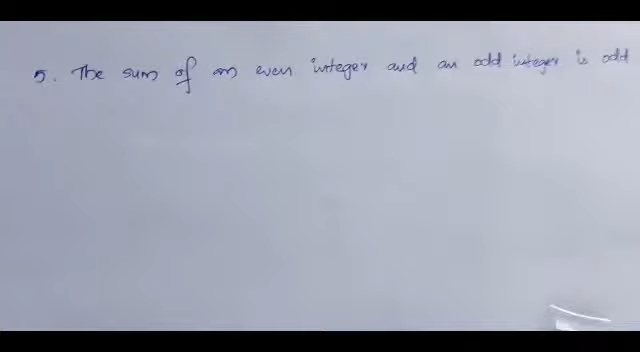 5. The sum of an even integer and an odd integer is odd